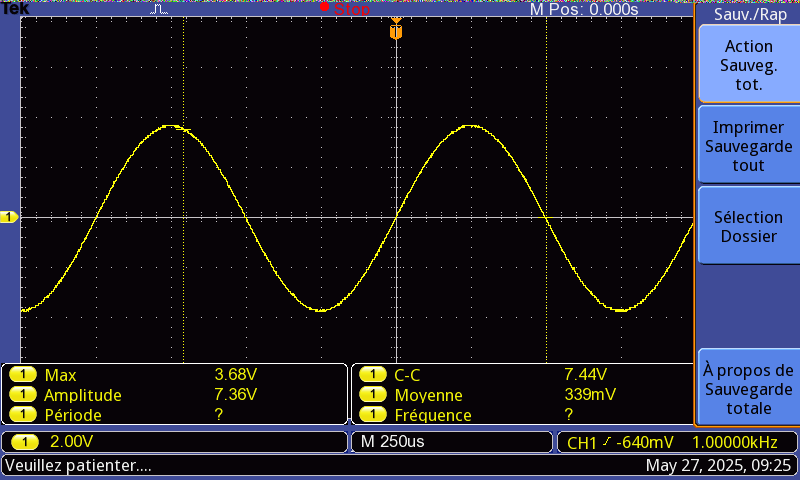 Tek Stop M Pos: 0.000s
Sauv./Rap
T
Action
Sauveg.
tot.
Imprimer
Sauvegarde
tout
1
Sélection
Dossier
À propos de
Sauvegarde
totale
1 Max 3.68V
1 Amplitude 7.36V
1 Période ?
1 C-C 7.44V
1 Moyenne 339mV
1 Fréquence ?
1 2.00V M 250us CH1 -640mV 1.00000kHz
Veuillez patienter.... May 27, 2025, 09:25